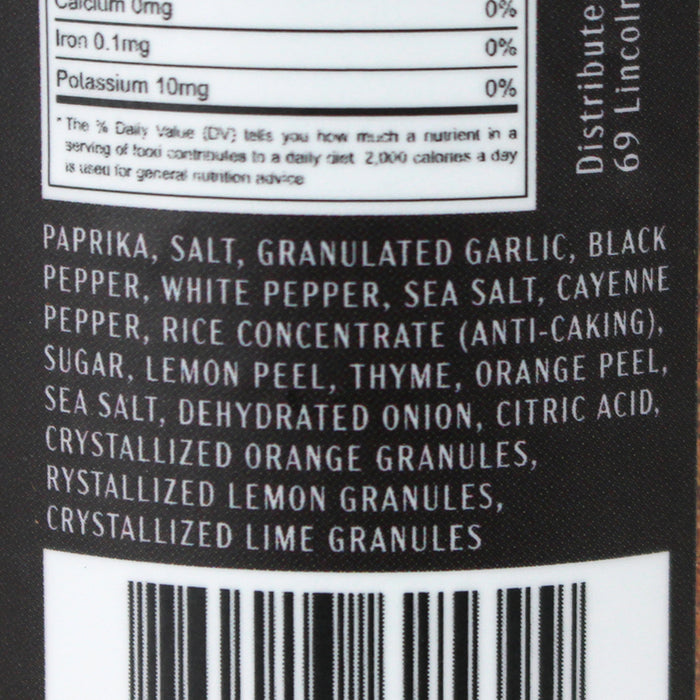 Calcium 0mg 0%
Iron 0.1mg 0%
Potassium 10mg 0%
*The % Daily Value (DV) tells you how much a nutrient in a
serving of food contributes to a daily diet. 2,000 calories a day
is used for general nutrition advice
PAPRIKA, SALT, GRANULATED GARLIC, BLACK
PEPPER, WHITE PEPPER, SEA SALT, CAYENNE
PEPPER, RICE CONCENTRATE (ANTI-CAKING),
SUGAR, LEMON PEEL, THYME, ORANGE PEEL,
SEA SALT, DEHYDRATED ONION, CITRIC ACID,
CRYSTALLIZED ORANGE GRANULES,
RYSTALLIZED LEMON GRANULES,
CRYSTALLIZED LIME GRANULES
Distribute
69 Lincoln